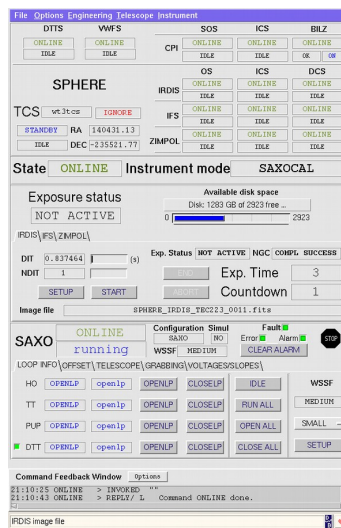 File Options Engineering Telescope Instrument
DTTS VWFS SOS ICS BILZ
ONLINE ONLINE CPI ONLINE ONLINE ONLINE
IDLE IDLE IDLE IDLE OK ON
OS ICS DCS
SPHERE IRDIS ONLINE ONLINE ONLINE
IDLE IDLE IDLE
TCS wt3tcs IGNORE IFS ONLINE ONLINE ONLINE
IDLE IDLE IDLE
STANDBY RA 140431.13 ZIMPOL ONLINE ONLINE ONLINE
IDLE DEC -235521.77 IDLE IDLE IDLE
State ONLINE Instrument mode SAXOCAL
Exposure status Available disk space
NOT ACTIVE Disk: 1283 GB of 2923 free ...
0 2923
IRDIS IFS ZIMPOL
DIT 0.837464 (s) Exp. Status NOT ACTIVE NGC COMPL SUCCESS
NDIT 1 END Exp. Time 3
SETUP START ABORT Countdown 1
Image file SPHERE_IRDIS_TEC2Z3_0011.fits
SAXO ONLINE Configuration Simul Fault
SAXO NO Error Alarm STOP
running WSSF MEDIUM CLEAR ALARM
LOOP INFO OFFSET TELESCOPE GRABBING VOLTAGES/SLOPES
HO OPENLP openlp OPENLP CLOSELP IDLE WSSF
TT OPENLP openlp OPENLP CLOSELP RUN ALL MEDIUM
PUP OPENLP openlp OPENLP CLOSELP OPEN ALL SMALL
DTT OPENLP openlp OPENLP CLOSELP CLOSE ALL SETUP
Command Feedback Window Options
21:10:25 ONLINE > INVOKED ""
21:10:43 ONLINE > REPLY/ L Command ONLINE done.
IRDIS image file